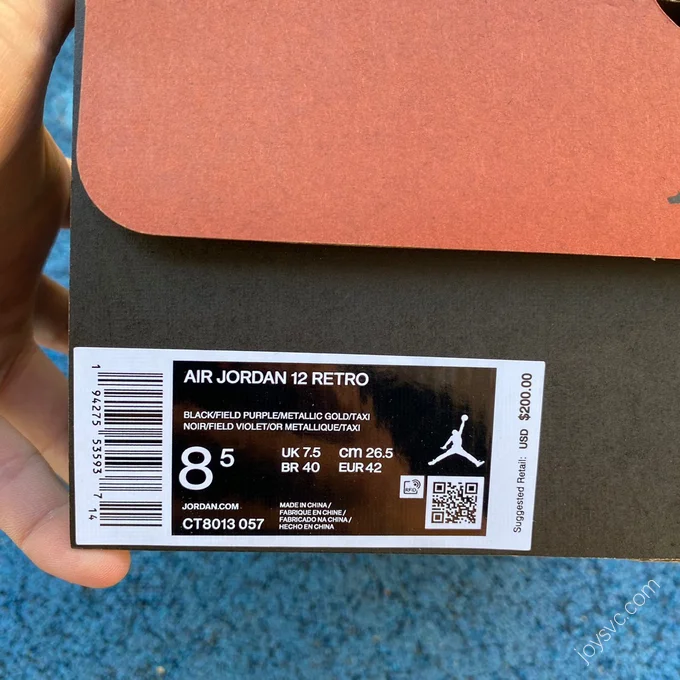 AIR JORDAN 12 RETRO
BLACK/FIELD PURPLE/METALLIC GOLD/TAXI
NOIR/FIELD VIOLET/OR METALLIQUE/TAXI
8 5
UK 7.5 cm 26.5
BR 40 EUR 42
RFID
JORDAN.COM
CT8013 057
MADE IN CHINA/
FABRIQUE EN CHINE/
FABRICADO NA CHINA/
HECHO EN CHINA
1 94275 53593 7 14
Suggested Retail: USD $200.00
joysvc.com